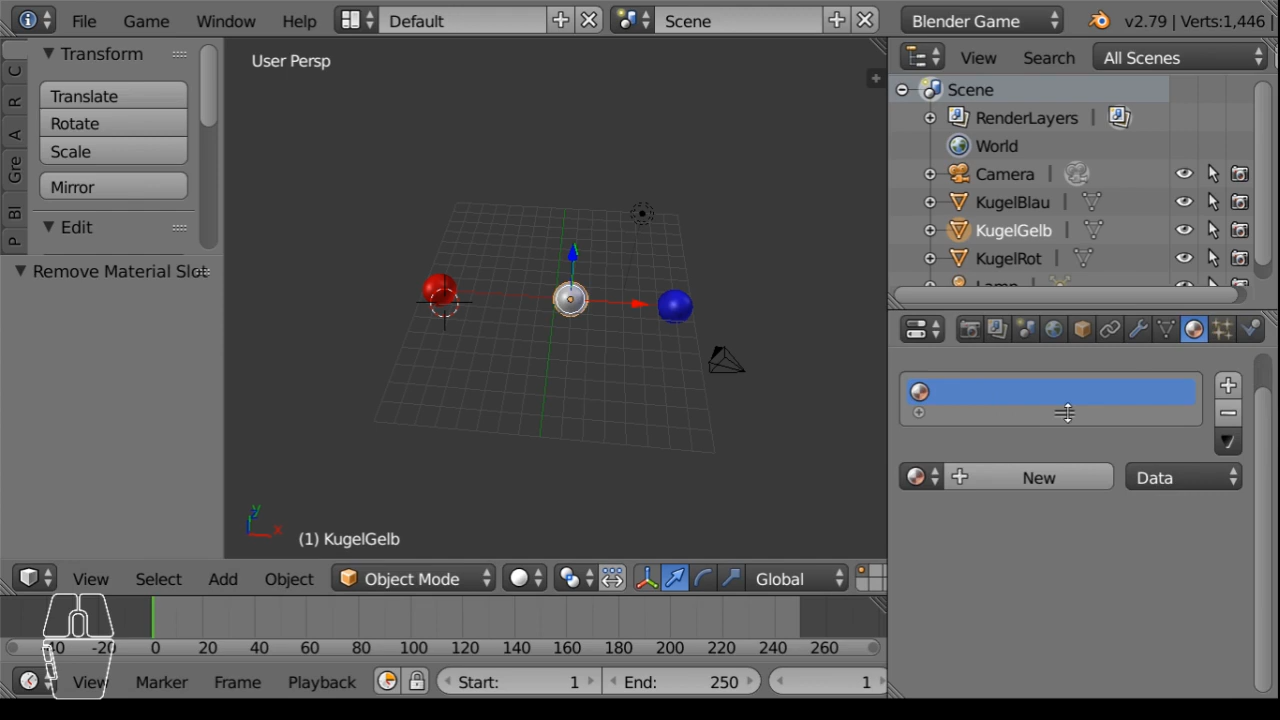 File Game Window Help Default Scene Blender Game v2.79 | Verts:1,446
Transform
Translate
Rotate
Scale
Mirror
Edit
Remove Material Slot
C
R
A
Gre
Bl
P
User Persp
(1) KugelGelb
View Search All Scenes
Scene
RenderLayers
World
Camera
KugelBlau
KugelGelb
KugelRot
Lamp
New Data
View Select Add Object Object Mode Global
-20 0 20 40 60 80 100 120 140 160 180 200 220 240 260
View Marker Frame Playback Start: 1 End: 250 1
z
x